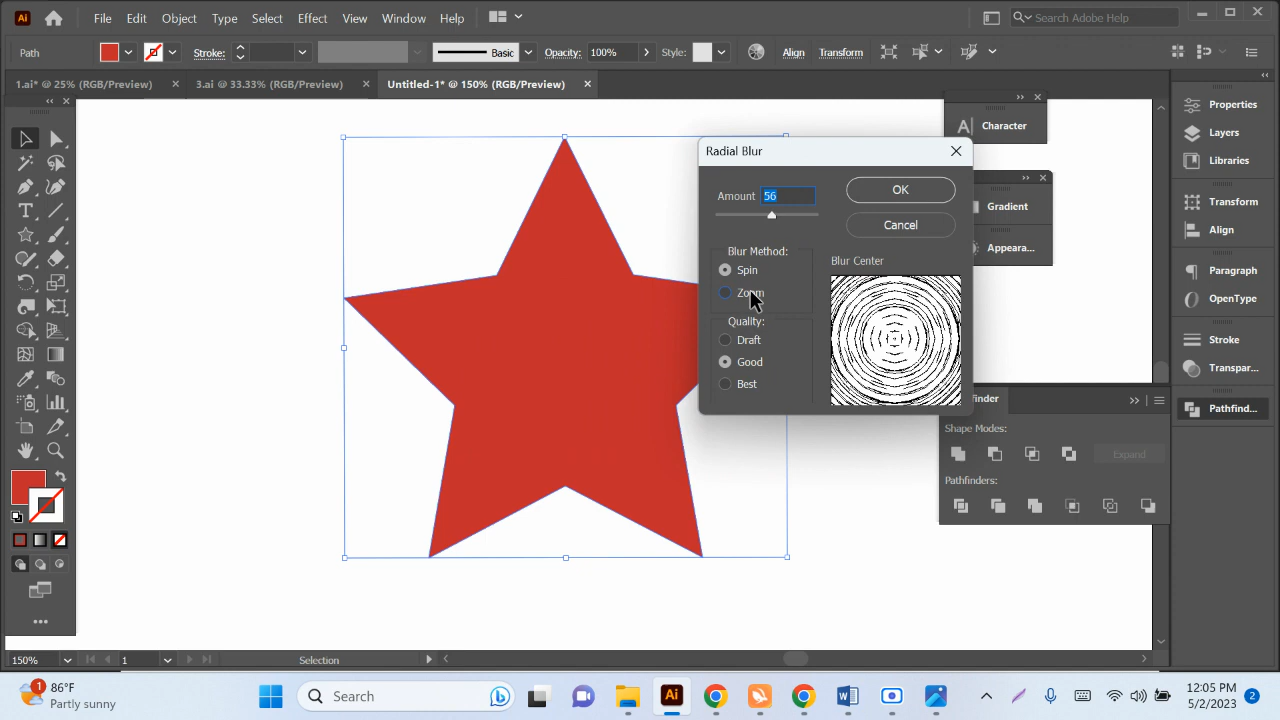 Ai File Edit Object Type Select Effect View Window Help Search Adobe Help
Path Stroke: Basic Opacity: 100% Style: Align Transform
1.ai* @ 25% (RGB/Preview) 3.ai @ 33.33% (RGB/Preview) Untitled-1* @ 150% (RGB/Preview)
Character
Gradient
Appeara...
Properties
Layers
Libraries
Transform
Align
Paragraph
OpenType
Stroke
Transpar...
Pathfind...
Radial Blur
Amount 56 OK
Cancel
Blur Method:
Spin
Zoom
Blur Center
Quality:
Draft
Good
Best
Shape Modes:
Expand
Pathfinders:
150% 1 Selection
86°F
Partly sunny
Search
12:05 PM
5/2/2023